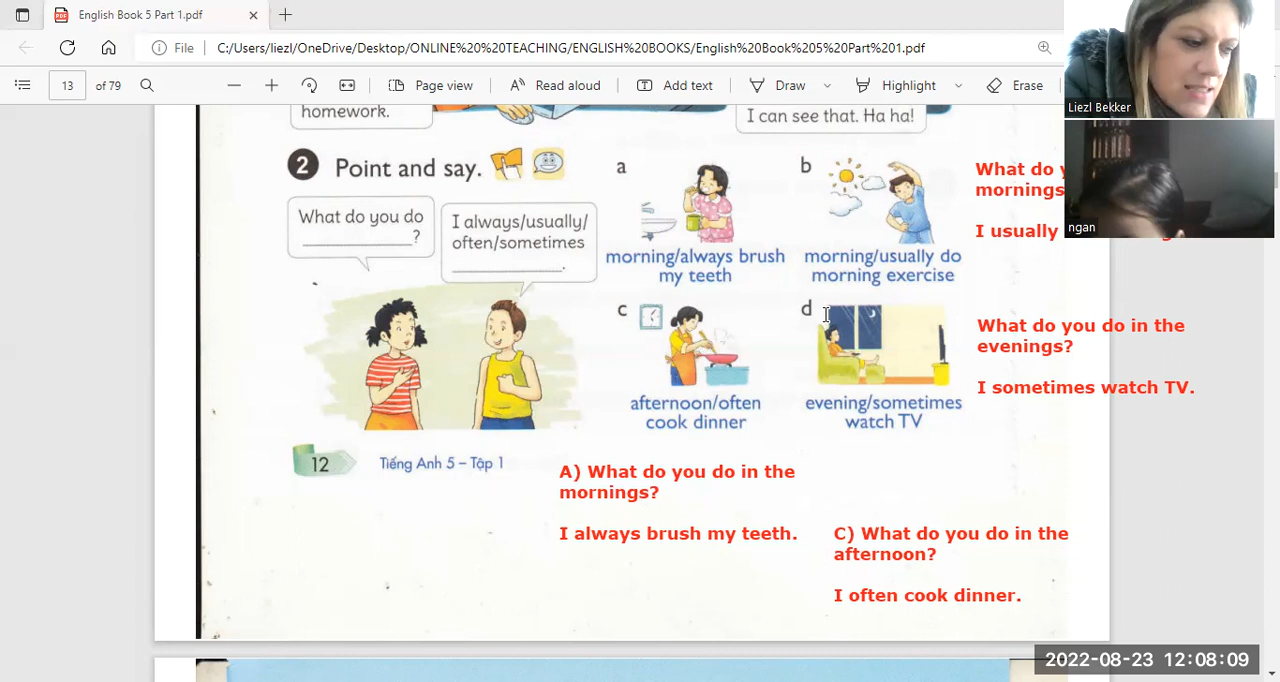 English Book 5 Part 1.pdf
File
C:/Users/liezl/OneDrive/Desktop/ONLINE%20%20TEACHING/ENGLISH%20BOOKS/English%20Book%205%20Part%201.pdf
13 of 79
Page view
Read aloud
Add text
Draw
Highlight
Erase
Liezl Bekker
ngan
homework.
I can see that. Ha ha!
2 Point and say.
What do you do
____________?
I always/usually/
often/sometimes
____________.
a
morning/always brush
my teeth
b
morning/usually do
morning exercise
c
afternoon/often
cook dinner
d
evening/sometimes
watch TV
What do y
mornings
I usually
What do you do in the
evenings?
I sometimes watch TV.
12 Tiếng Anh 5 – Tập 1
A) What do you do in the
mornings?
I always brush my teeth.
C) What do you do in the
afternoon?
I often cook dinner.
2022-08-23 12:08:09